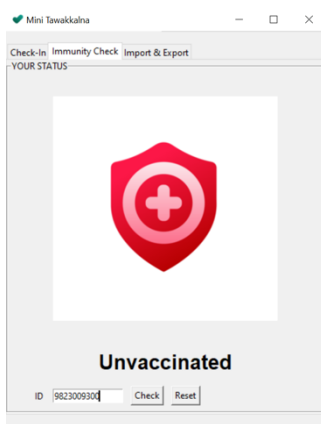 Mini Tawakkalna
Check-In Immunity Check Import & Export
YOUR STATUS
Unvaccinated
ID 9823009300 Check Reset